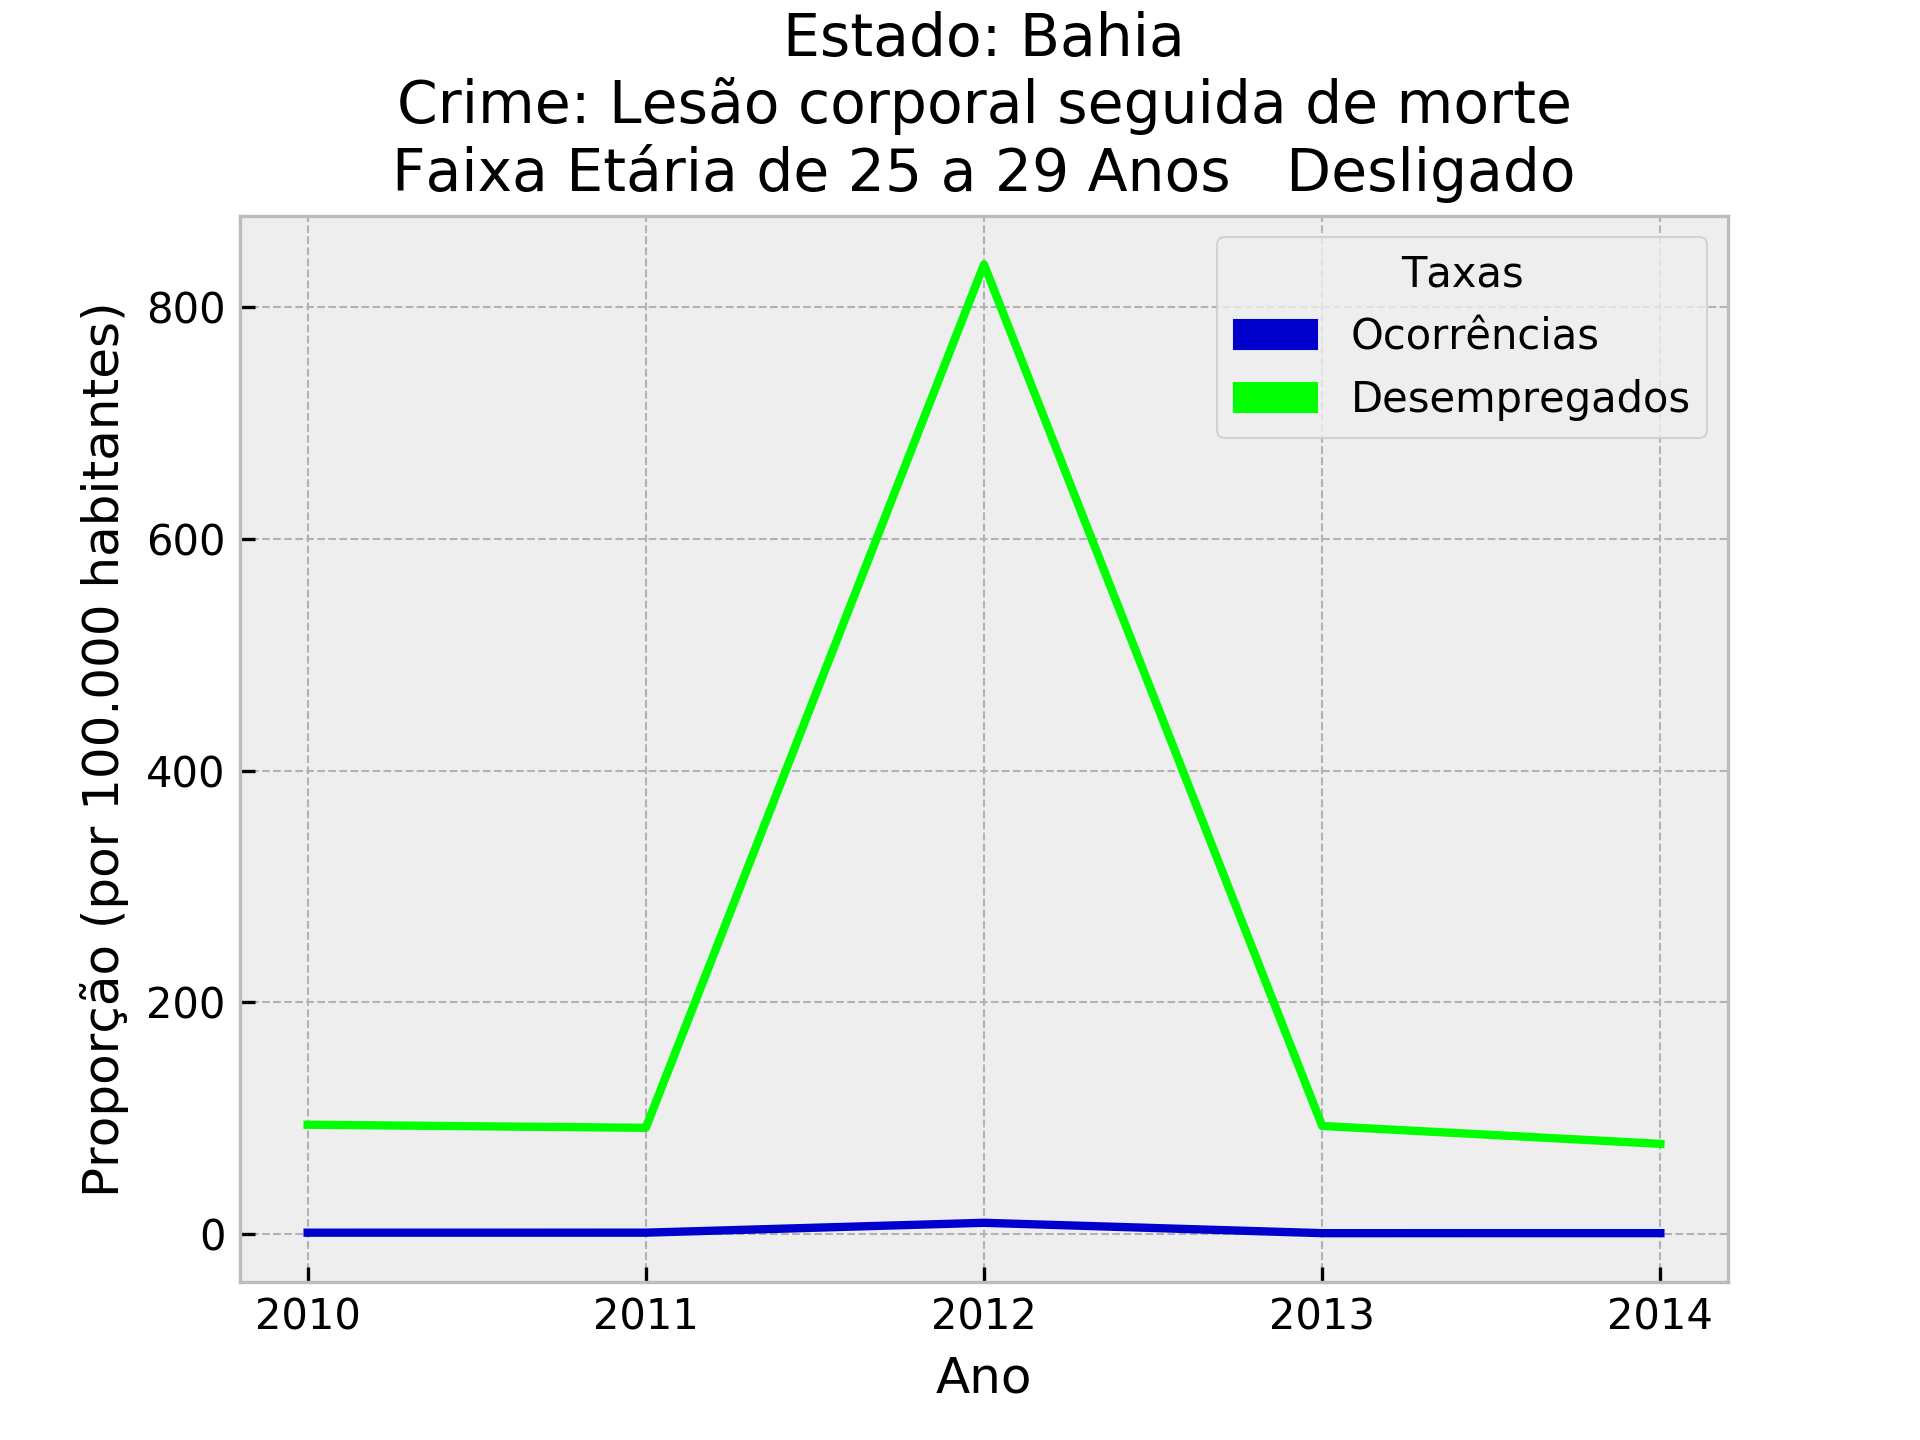 Estado: Bahia
Crime: Lesão corporal seguida de morte
Faixa Etária de 25 a 29 Anos   Desligado
Taxas
Ocorrências
Desempregados
Proporção (por 100.000 habitantes)
800
600
400
200
0
2010 2011 2012 2013 2014
Ano